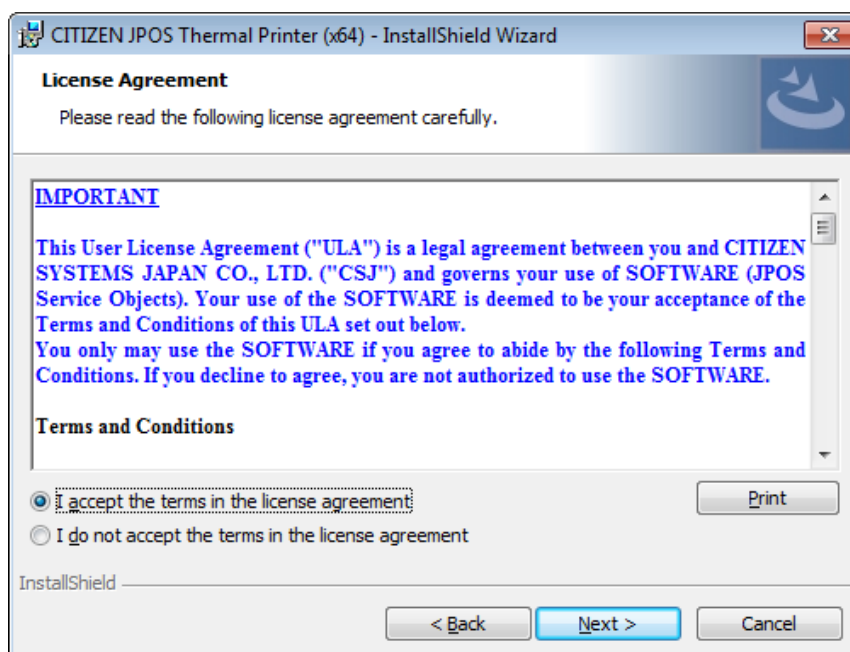 CITIZEN JPOS Thermal Printer (x64) - InstallShield Wizard
License Agreement
Please read the following license agreement carefully.
IMPORTANT
This User License Agreement ("ULA") is a legal agreement between you and CITIZEN
SYSTEMS JAPAN CO., LTD. ("CSJ") and governs your use of SOFTWARE (JPOS
Service Objects). Your use of the SOFTWARE is deemed to be your acceptance of the
Terms and Conditions of this ULA set out below.
You only may use the SOFTWARE if you agree to abide by the following Terms and
Conditions. If you decline to agree, you are not authorized to use the SOFTWARE.
Terms and Conditions
I accept the terms in the license agreement
Print
I do not accept the terms in the license agreement
InstallShield
< Back
Next >
Cancel